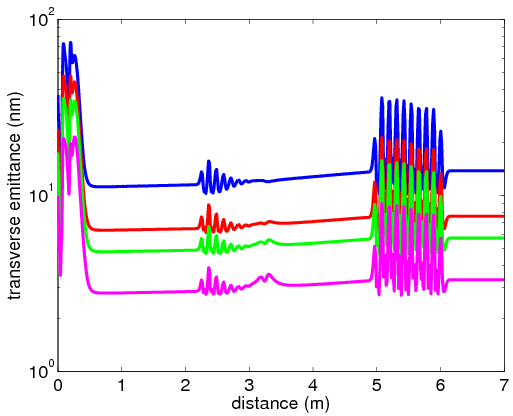 10²
10¹
10⁰
transverse emittance (nm)
0 1 2 3 4 5 6 7
distance (m)